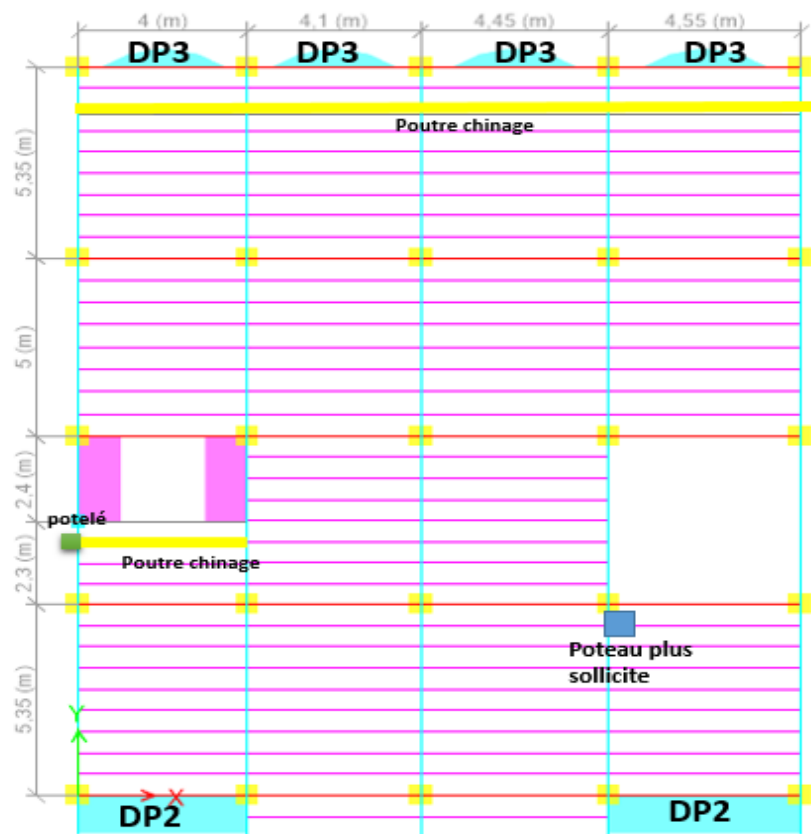 4 (m) 4,1 (m) 4,45 (m) 4,55 (m)
DP3 DP3 DP3 DP3
Poutre chinage
5,35 (m)
5 (m)
2,4 (m)
potelé
Poutre chinage
2,3 (m)
Poteau plus
sollicite
5,35 (m)
Y
X
DP2 DP2